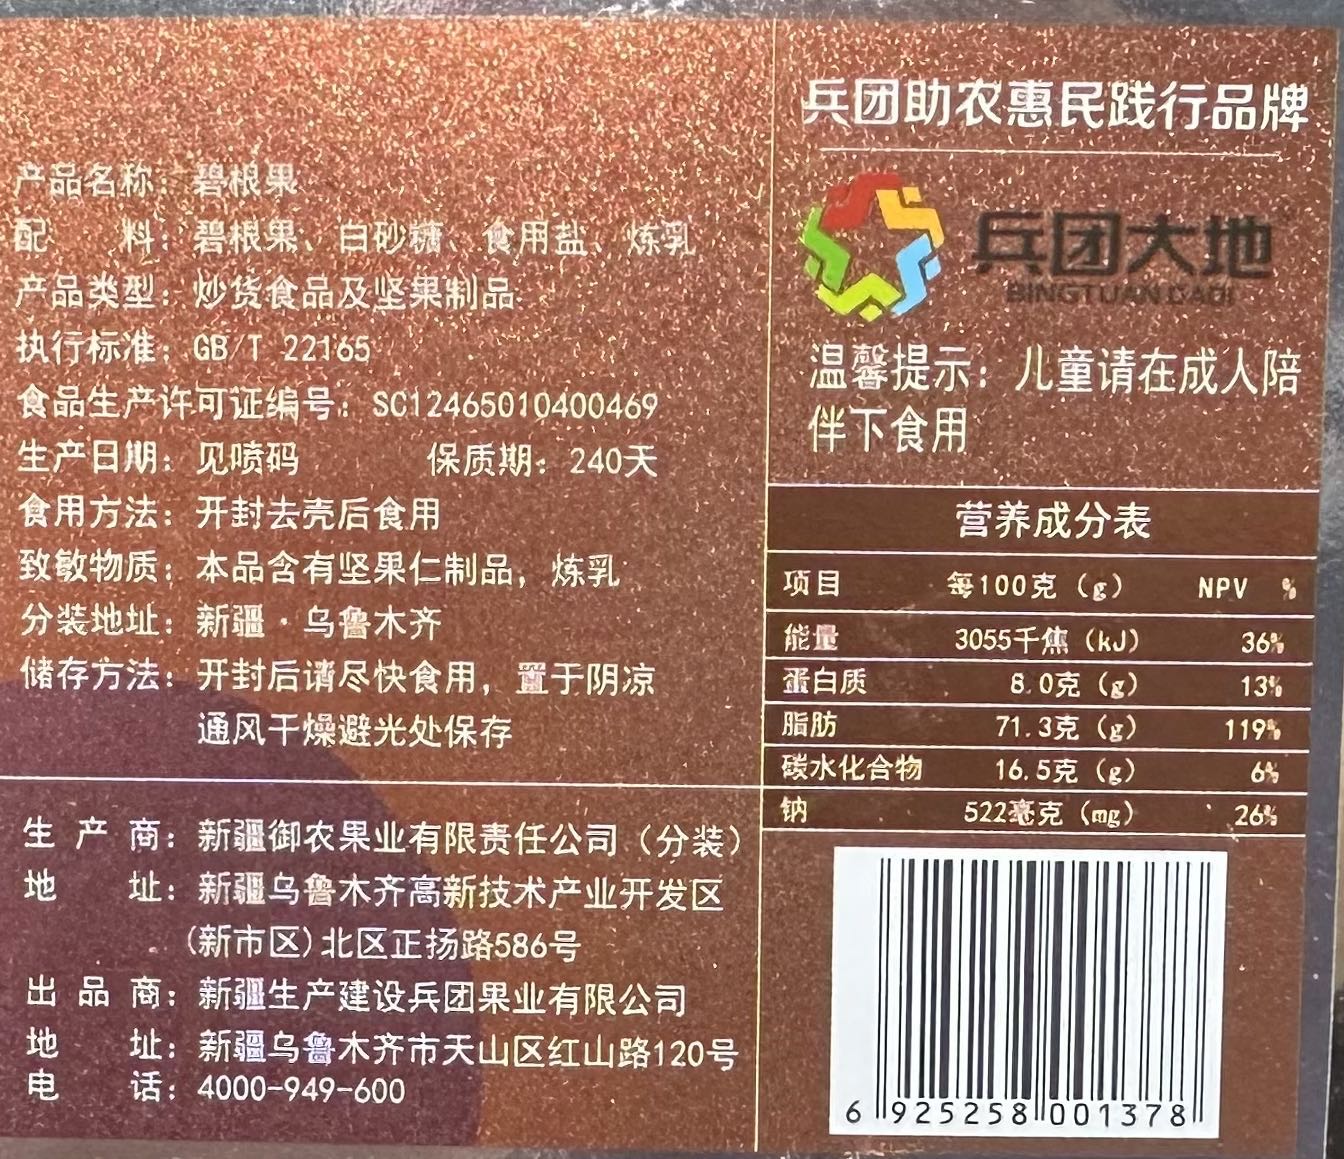 产品名称：碧根果
配 料：碧根果、白砂糖、食用盐、炼乳
产品类型：炒货食品及坚果制品
执行标准：GB/T 22165
食品生产许可证编号：SC12465010400469
生产日期：见喷码 保质期：240天
食用方法：开封去壳后食用
致敏物质：本品含有坚果仁制品，炼乳
分装地址：新疆·乌鲁木齐
储存方法：开封后请尽快食用，置于阴凉
通风干燥避光处保存
生 产 商：新疆御农果业有限责任公司（分装）
地 址：新疆乌鲁木齐高新技术产业开发区
(新市区)北区正扬路586号
出 品 商：新疆生产建设兵团果业有限公司
地 址：新疆乌鲁木齐市天山区红山路120号
电 话：4000-949-600
兵团助农惠民践行品牌
兵团大地
BINGTUAN DADI
温馨提示：儿童请在成人陪
伴下食用
营养成分表
项目 每100克（g） NPV %
能量 3055千焦（kJ） 36%
蛋白质 8.0克（g） 13%
脂肪 71.3克（g） 119%
碳水化合物 16.5克（g） 6%
钠 522毫克（mg） 26%
6 925258 001378